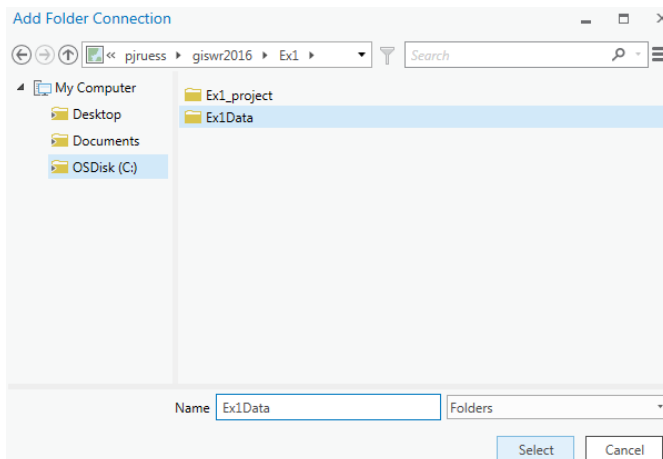 Add Folder Connection
« pjruess ▸ giswr2016 ▸ Ex1 ▸ Search
My Computer
Desktop
Documents
OSDisk (C:)
Ex1_project
Ex1Data
Name Ex1Data Folders
Select Cancel